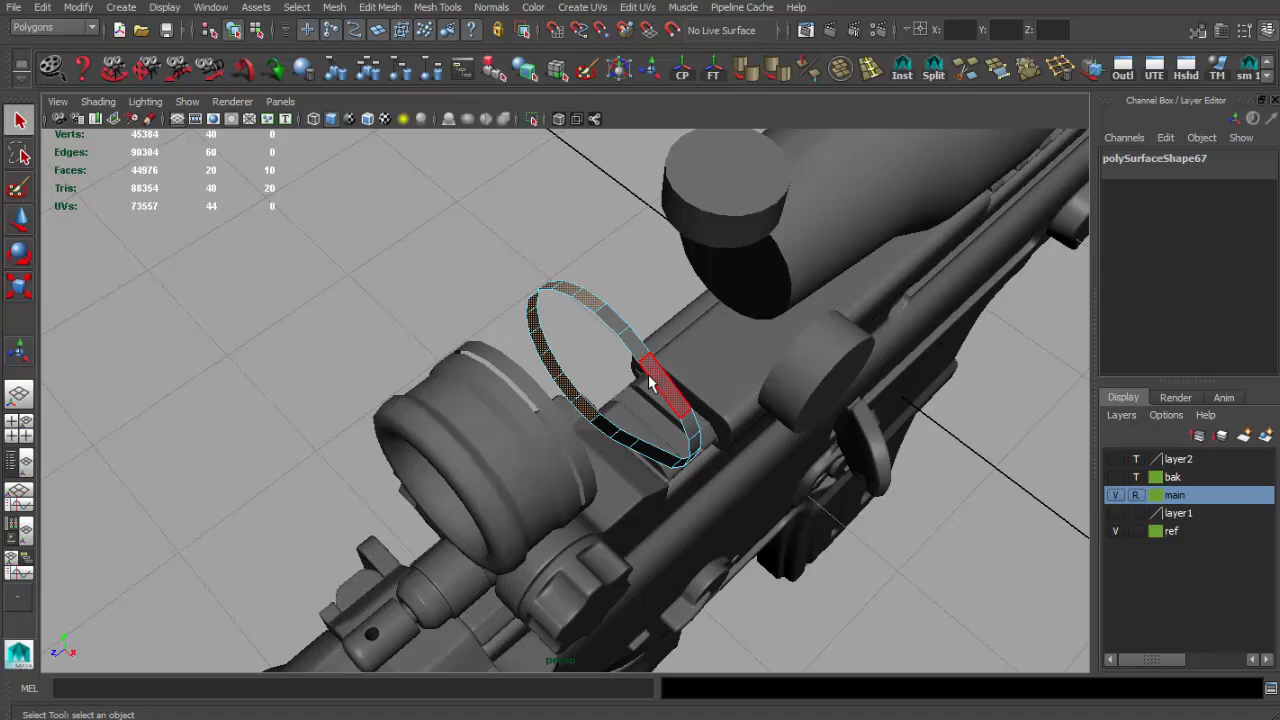 File Edit Modify Create Display Window Assets Select Mesh Edit Mesh Mesh Tools Normals Color Create UVs Edit UVs Muscle Pipeline Cache Help
Polygons No Live Surface X: Y: Z:
CP FT Inst Split Outl UTE Hshd TM sm 1
View Shading Lighting Show Renderer Panels
Channel Box / Layer Editor
Channels Edit Object Show
polySurfaceShape67
Verts: 45384 40 0
Edges: 90304 60 0
Faces: 44976 20 10
Tris: 88354 40 20
UVs: 73557 44 0
Display Render Anim
Layers Options Help
T layer2
T bak
V R main
layer1
V ref
z y x
persp
MAYA
MEL
Select Tool: select an object